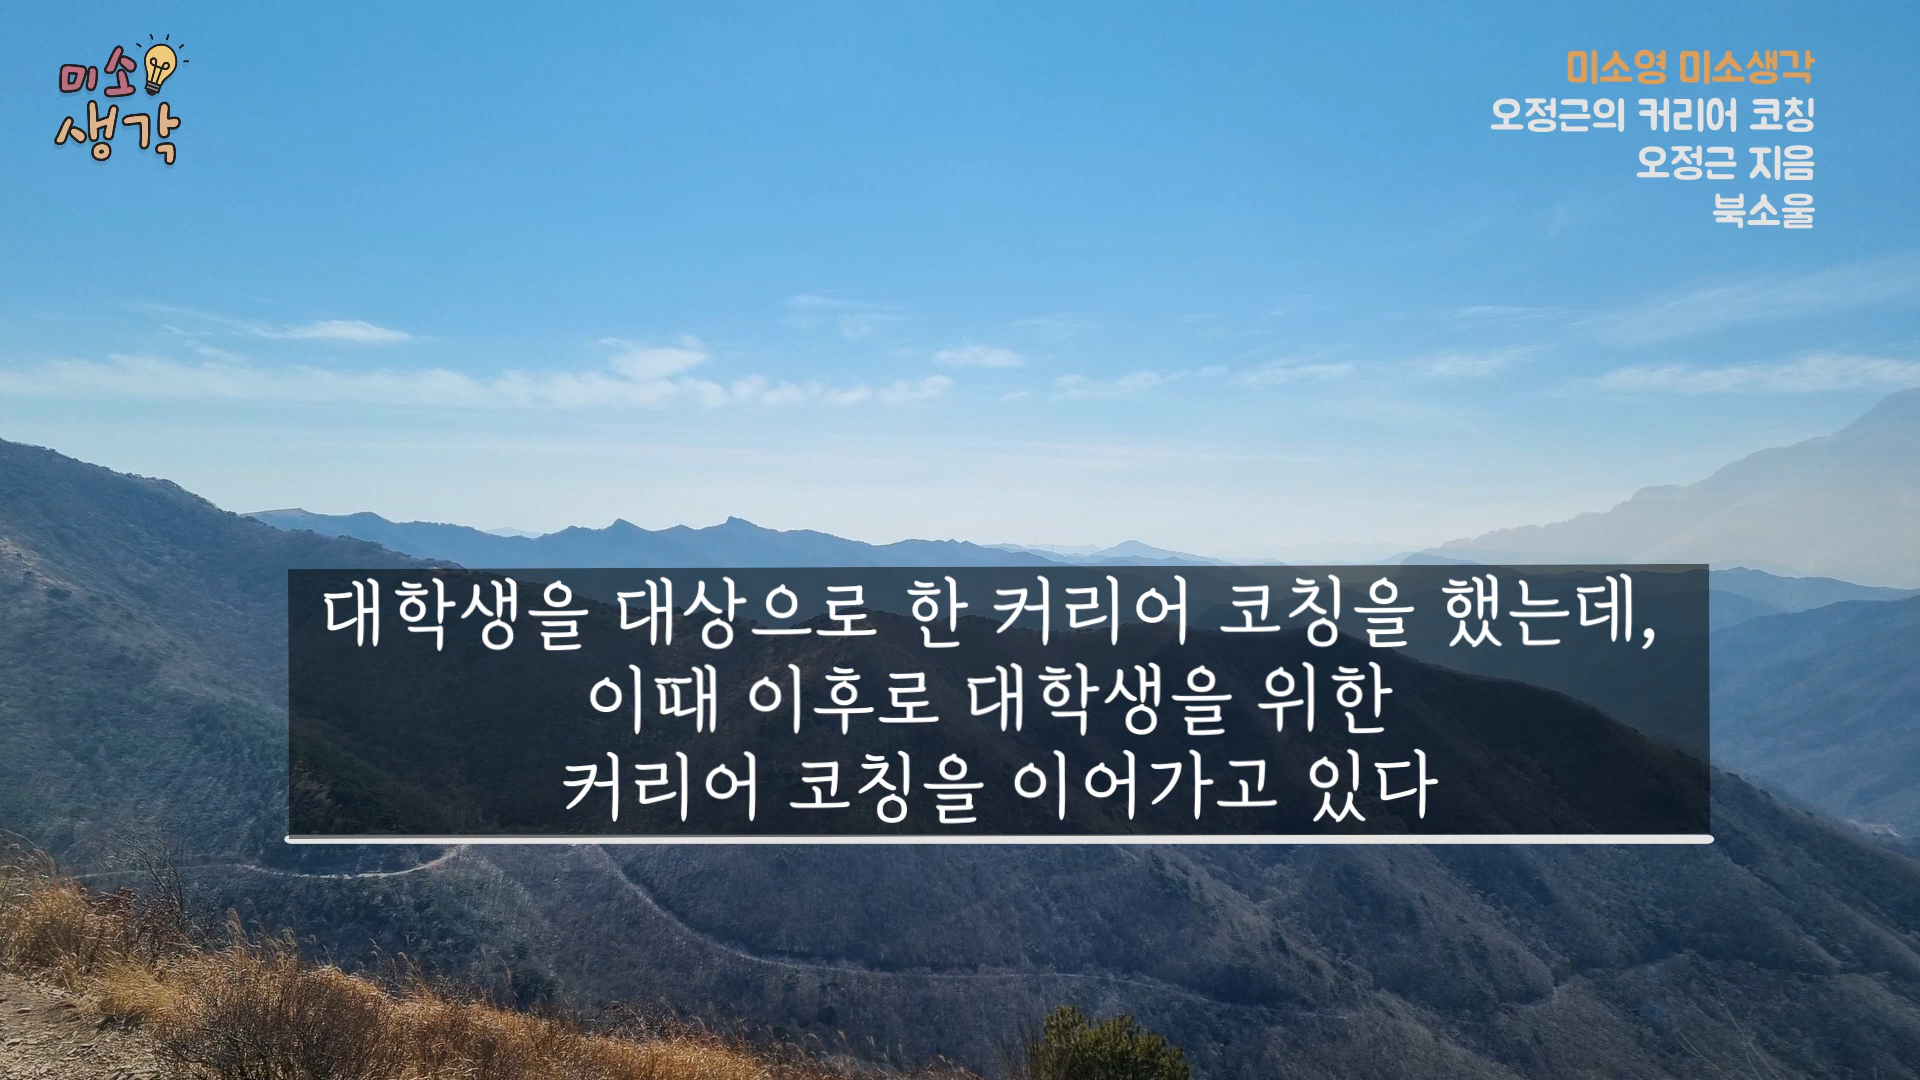 미소
생각
미소영 미소생각
오정근의 커리어 코칭
오정근 지음
북소울
대학생을 대상으로 한 커리어 코칭을 했는데,
이때 이후로 대학생을 위한
커리어 코칭을 이어가고 있다